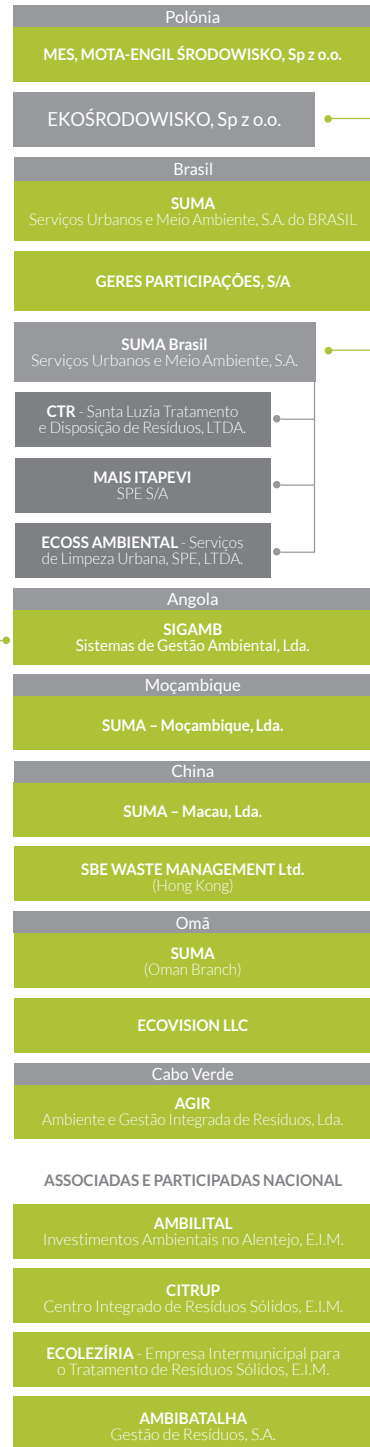 Polónia
MES, MOTA-ENGIL ŚRODOWISKO, Sp z o.o.
EKOŚRODOWISKO, Sp z o.o.
Brasil
SUMA
Serviços Urbanos e Meio Ambiente, S.A. do BRASIL
GERES PARTICIPAÇÕES, S/A
SUMA Brasil
Serviços Urbanos e Meio Ambiente, S.A.
CTR - Santa Luzia Tratamento
e Disposição de Resíduos, LTDA.
MAIS ITAPEVI
SPE S/A
ECOSS AMBIENTAL - Serviços
de Limpeza Urbana, SPE, LTDA.
Angola
SIGAMB
Sistemas de Gestão Ambiental, Lda.
Moçambique
SUMA – Moçambique, Lda.
China
SUMA – Macau, Lda.
SBE WASTE MANAGEMENT Ltd.
(Hong Kong)
Omã
SUMA
(Oman Branch)
ECOVISION LLC
Cabo Verde
AGIR
Ambiente e Gestão Integrada de Resíduos, Lda.
ASSOCIADAS E PARTICIPADAS NACIONAL
AMBILITAL
Investimentos Ambientais no Alentejo, E.I.M.
CITRUP
Centro Integrado de Resíduos Sólidos, E.I.M.
ECOLEZÍRIA - Empresa Intermunicipal para
o Tratamento de Resíduos Sólidos, E.I.M.
AMBIBATALHA
Gestão de Resíduos, S.A.